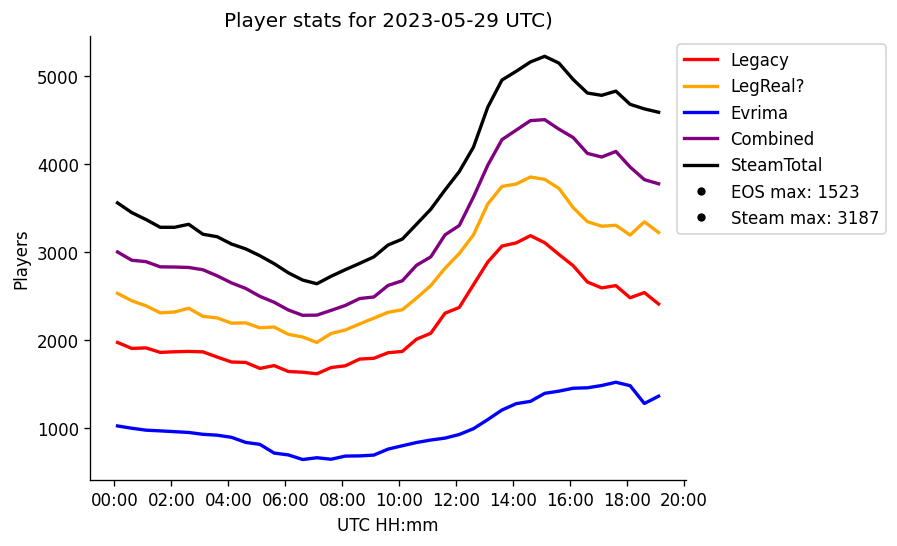 Player stats for 2023-05-29 UTC)
Players
5000
4000
3000
2000
1000
00:00 02:00 04:00 06:00 08:00 10:00 12:00 14:00 16:00 18:00 20:00
UTC HH:mm
Legacy
LegReal?
Evrima
Combined
SteamTotal
EOS max: 1523
Steam max: 3187